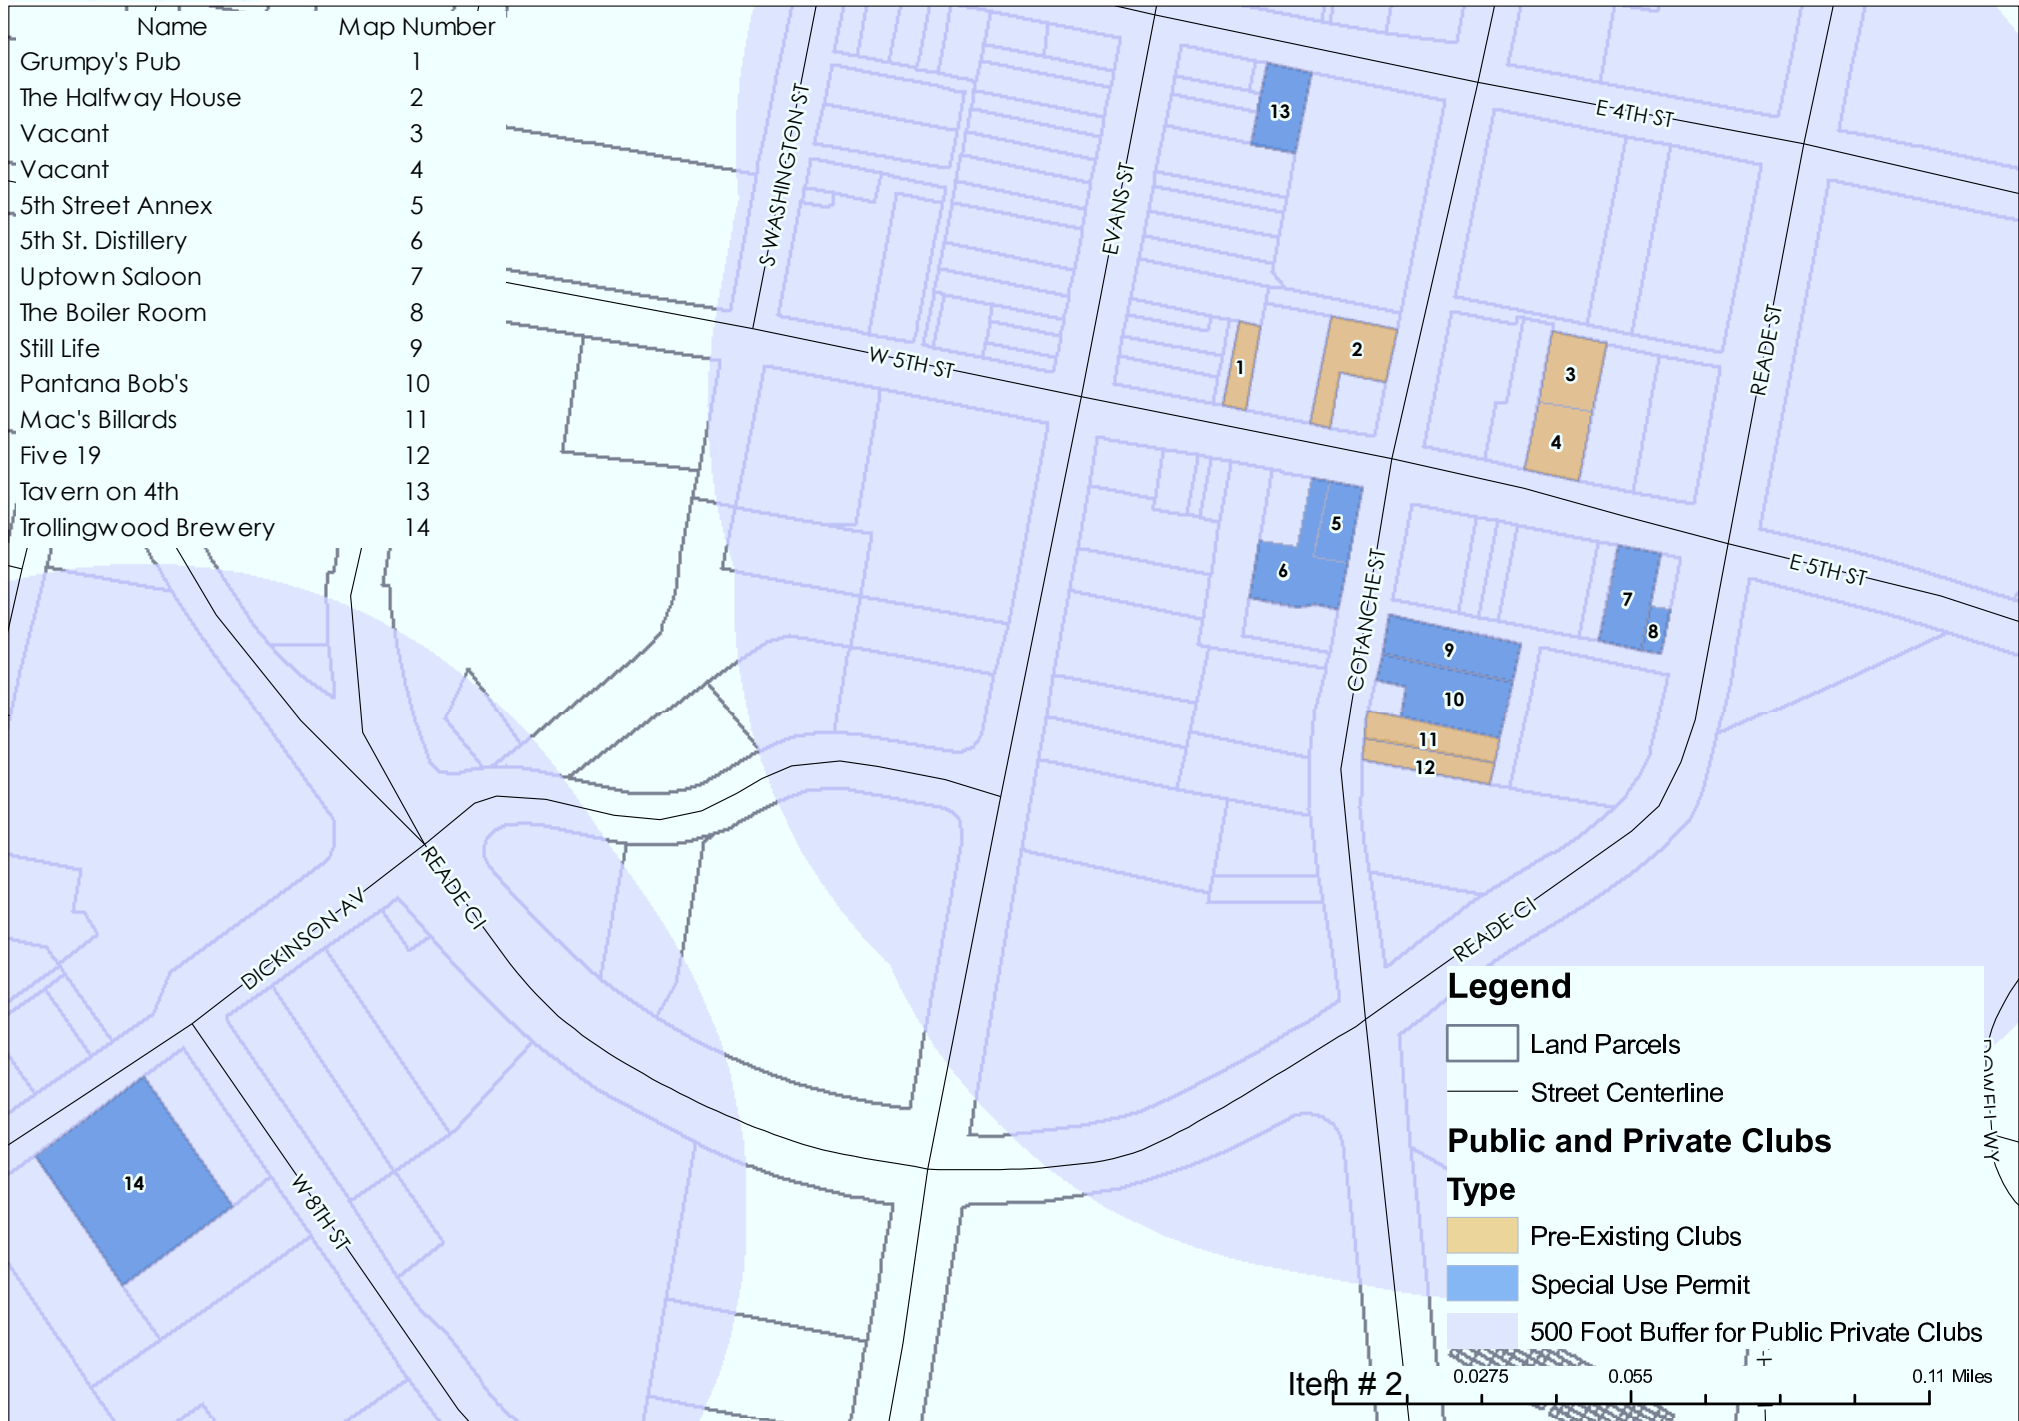 Name Map Number
Grumpy's Pub 1
The Halfway House 2
Vacant 3
Vacant 4
5th Street Annex 5
5th St. Distillery 6
Uptown Saloon 7
The Boiler Room 8
Still Life 9
Pantana Bob's 10
Mac's Billards 11
Five 19 12
Tavern on 4th 13
Trollingwood Brewery 14
S WASHINGTON ST
EVANS ST
E 4TH ST
13
READE ST
W 5TH ST
1
2
3
4
5
6
COTANCHE ST
E 5TH ST
7
8
9
10
11
12
DICKINSON AV
READE CI
READE CI
14
W 8TH ST
Legend
Land Parcels
Street Centerline
Public and Private Clubs
Type
Pre-Existing Clubs
Special Use Permit
500 Foot Buffer for Public Private Clubs
Item # 2
0 0.0275 0.055 0.11 Miles